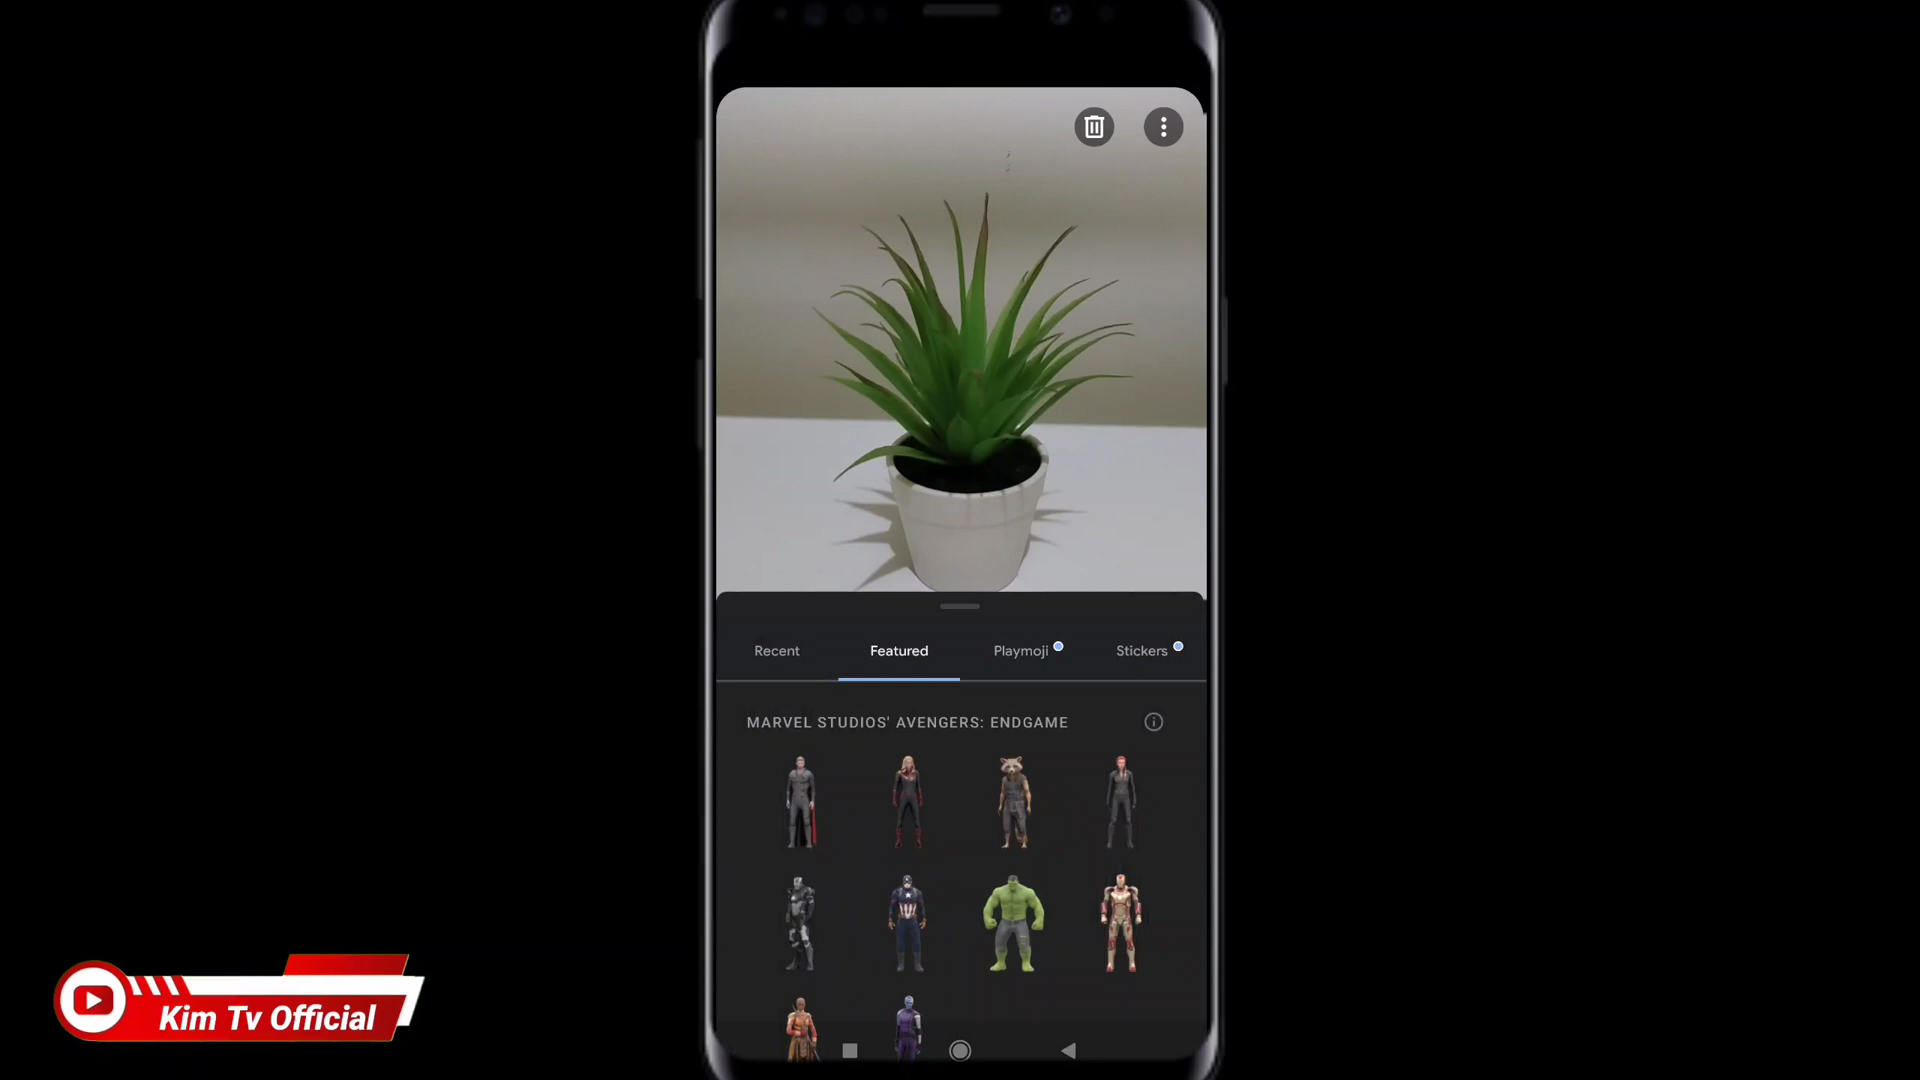 Recent
Featured
Playmoji
Stickers
MARVEL STUDIOS' AVENGERS: ENDGAME
Kim Tv Official